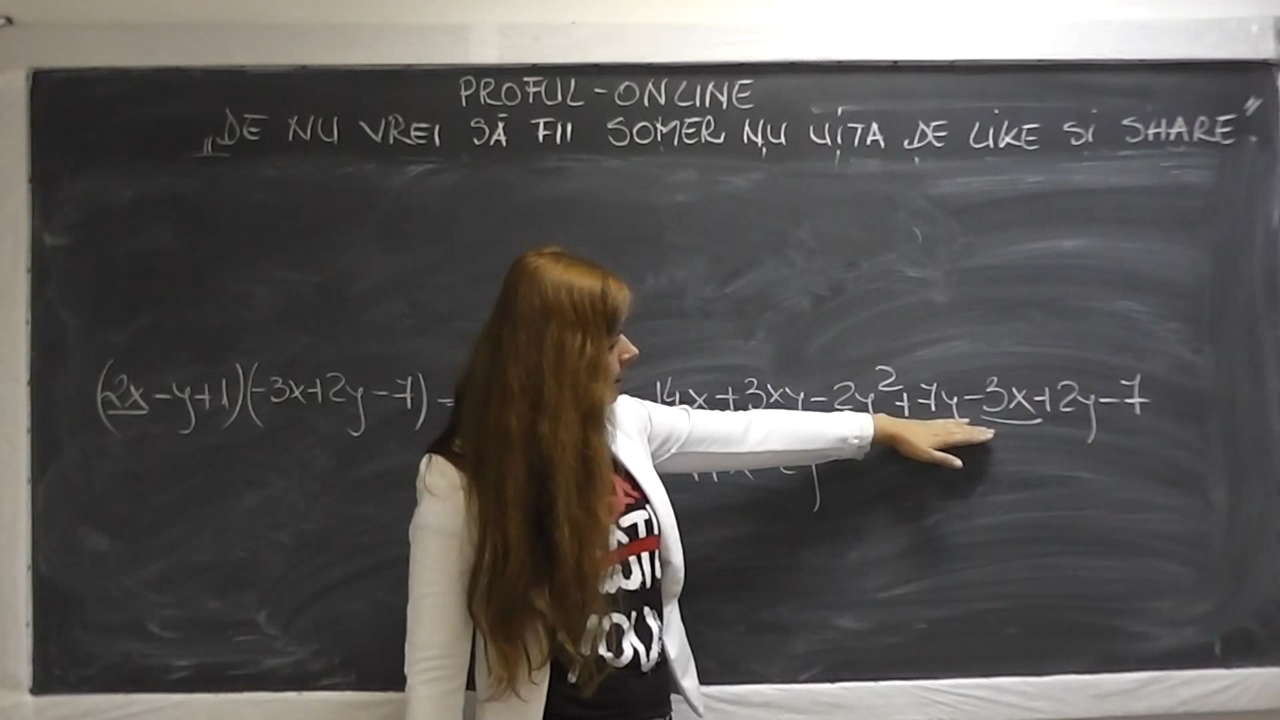 PROFUL-ONLINE
„DE NU VREI SĂ FII SOMER NU UITA DE LIKE SI SHARE".
(2x-y+1)(-3x+2y-7) = 14x+3xy-2y²+7y-3x+2y-7